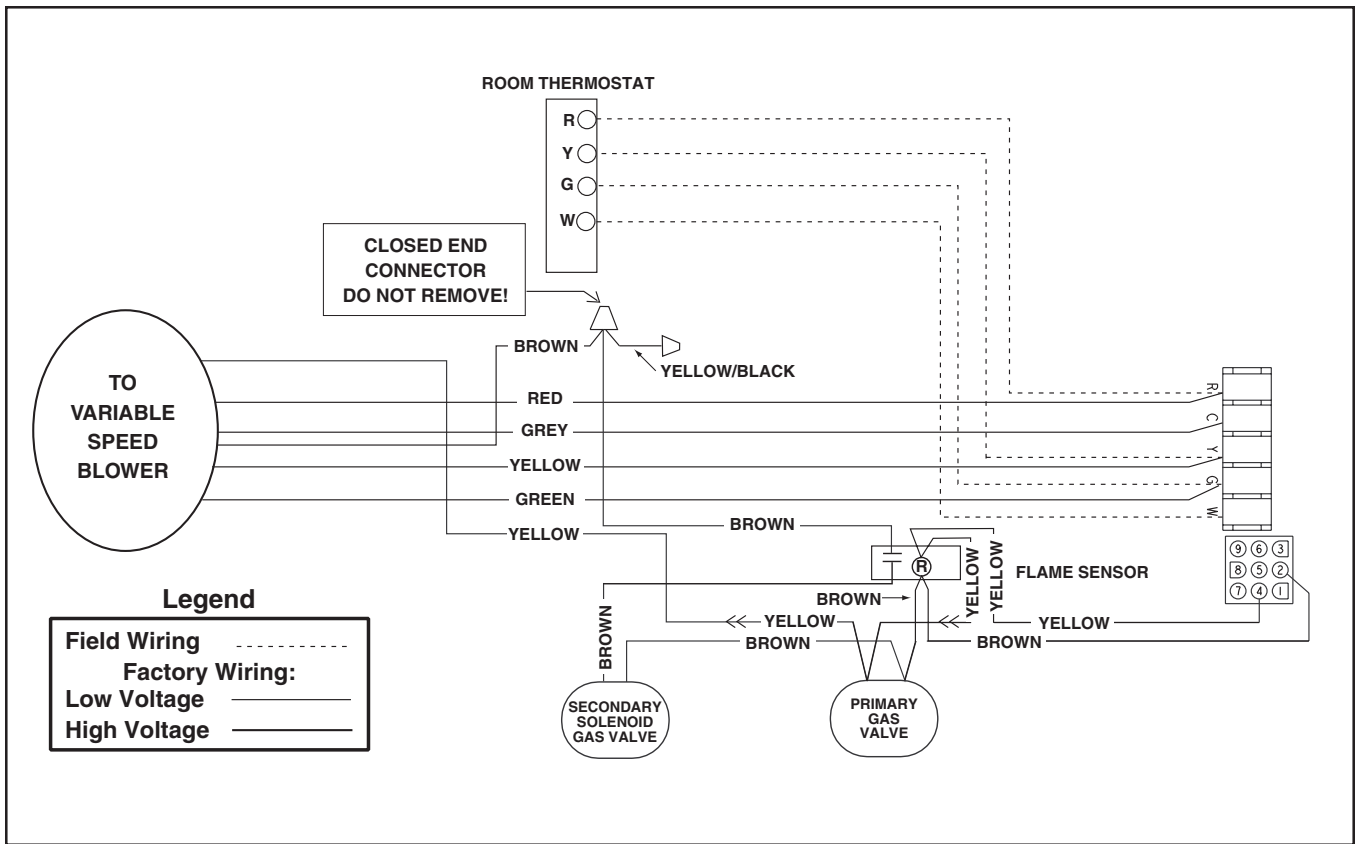 ROOM THERMOSTAT
R
Y
G
W
CLOSED END
CONNECTOR
DO NOT REMOVE!
BROWN
YELLOW/BLACK
TO
VARIABLE
SPEED
BLOWER
RED
GREY
YELLOW
GREEN
YELLOW
BROWN
R
C
Y
G
W
R
FLAME SENSOR
YELLOW
YELLOW
BROWN
9 6 3
8 5 2
7 4 1
YELLOW
BROWN
YELLOW
BROWN
BROWN
SECONDARY
SOLENOID
GAS VALVE
PRIMARY
GAS
VALVE
Legend
Field Wiring
Factory Wiring:
Low Voltage
High Voltage